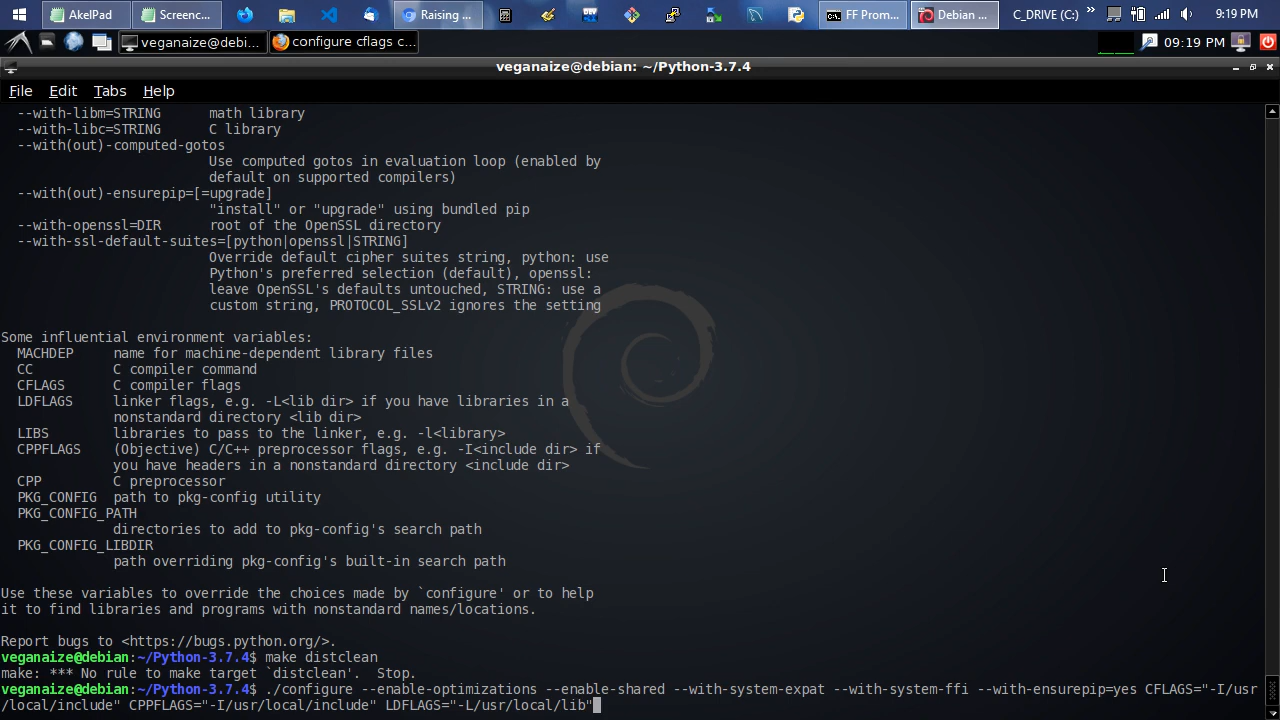 AkelPad
Screenc...
Raising ...
FF Prom...
Debian ...
C_DRIVE (C:)
»
9:19 PM
veganaize@debi...
configure cflags c...
09:19 PM
veganaize@debian: ~/Python-3.7.4
File Edit Tabs Help
--with-libm=STRING math library
--with-libc=STRING C library
--with(out)-computed-gotos
Use computed gotos in evaluation loop (enabled by
default on supported compilers)
--with(out)-ensurepip=[=upgrade]
"install" or "upgrade" using bundled pip
--with-openssl=DIR root of the OpenSSL directory
--with-ssl-default-suites=[python|openssl|STRING]
Override default cipher suites string, python: use
Python's preferred selection (default), openssl:
leave OpenSSL's defaults untouched, STRING: use a
custom string, PROTOCOL_SSLv2 ignores the setting
Some influential environment variables:
MACHDEP name for machine-dependent library files
CC C compiler command
CFLAGS C compiler flags
LDFLAGS linker flags, e.g. -L<lib dir> if you have libraries in a
nonstandard directory <lib dir>
LIBS libraries to pass to the linker, e.g. -l<library>
CPPFLAGS (Objective) C/C++ preprocessor flags, e.g. -I<include dir> if
you have headers in a nonstandard directory <include dir>
CPP C preprocessor
PKG_CONFIG path to pkg-config utility
PKG_CONFIG_PATH
directories to add to pkg-config's search path
PKG_CONFIG_LIBDIR
path overriding pkg-config's built-in search path
Use these variables to override the choices made by `configure' or to help
it to find libraries and programs with nonstandard names/locations.
Report bugs to <https://bugs.python.org/>.
veganaize@debian:~/Python-3.7.4$ make distclean
make: *** No rule to make target `distclean'.  Stop.
veganaize@debian:~/Python-3.7.4$ ./configure --enable-optimizations --enable-shared --with-system-expat --with-system-ffi --with-ensurepip=yes CFLAGS="-I/usr
/local/include" CPPFLAGS="-I/usr/local/include" LDFLAGS="-L/usr/local/lib"